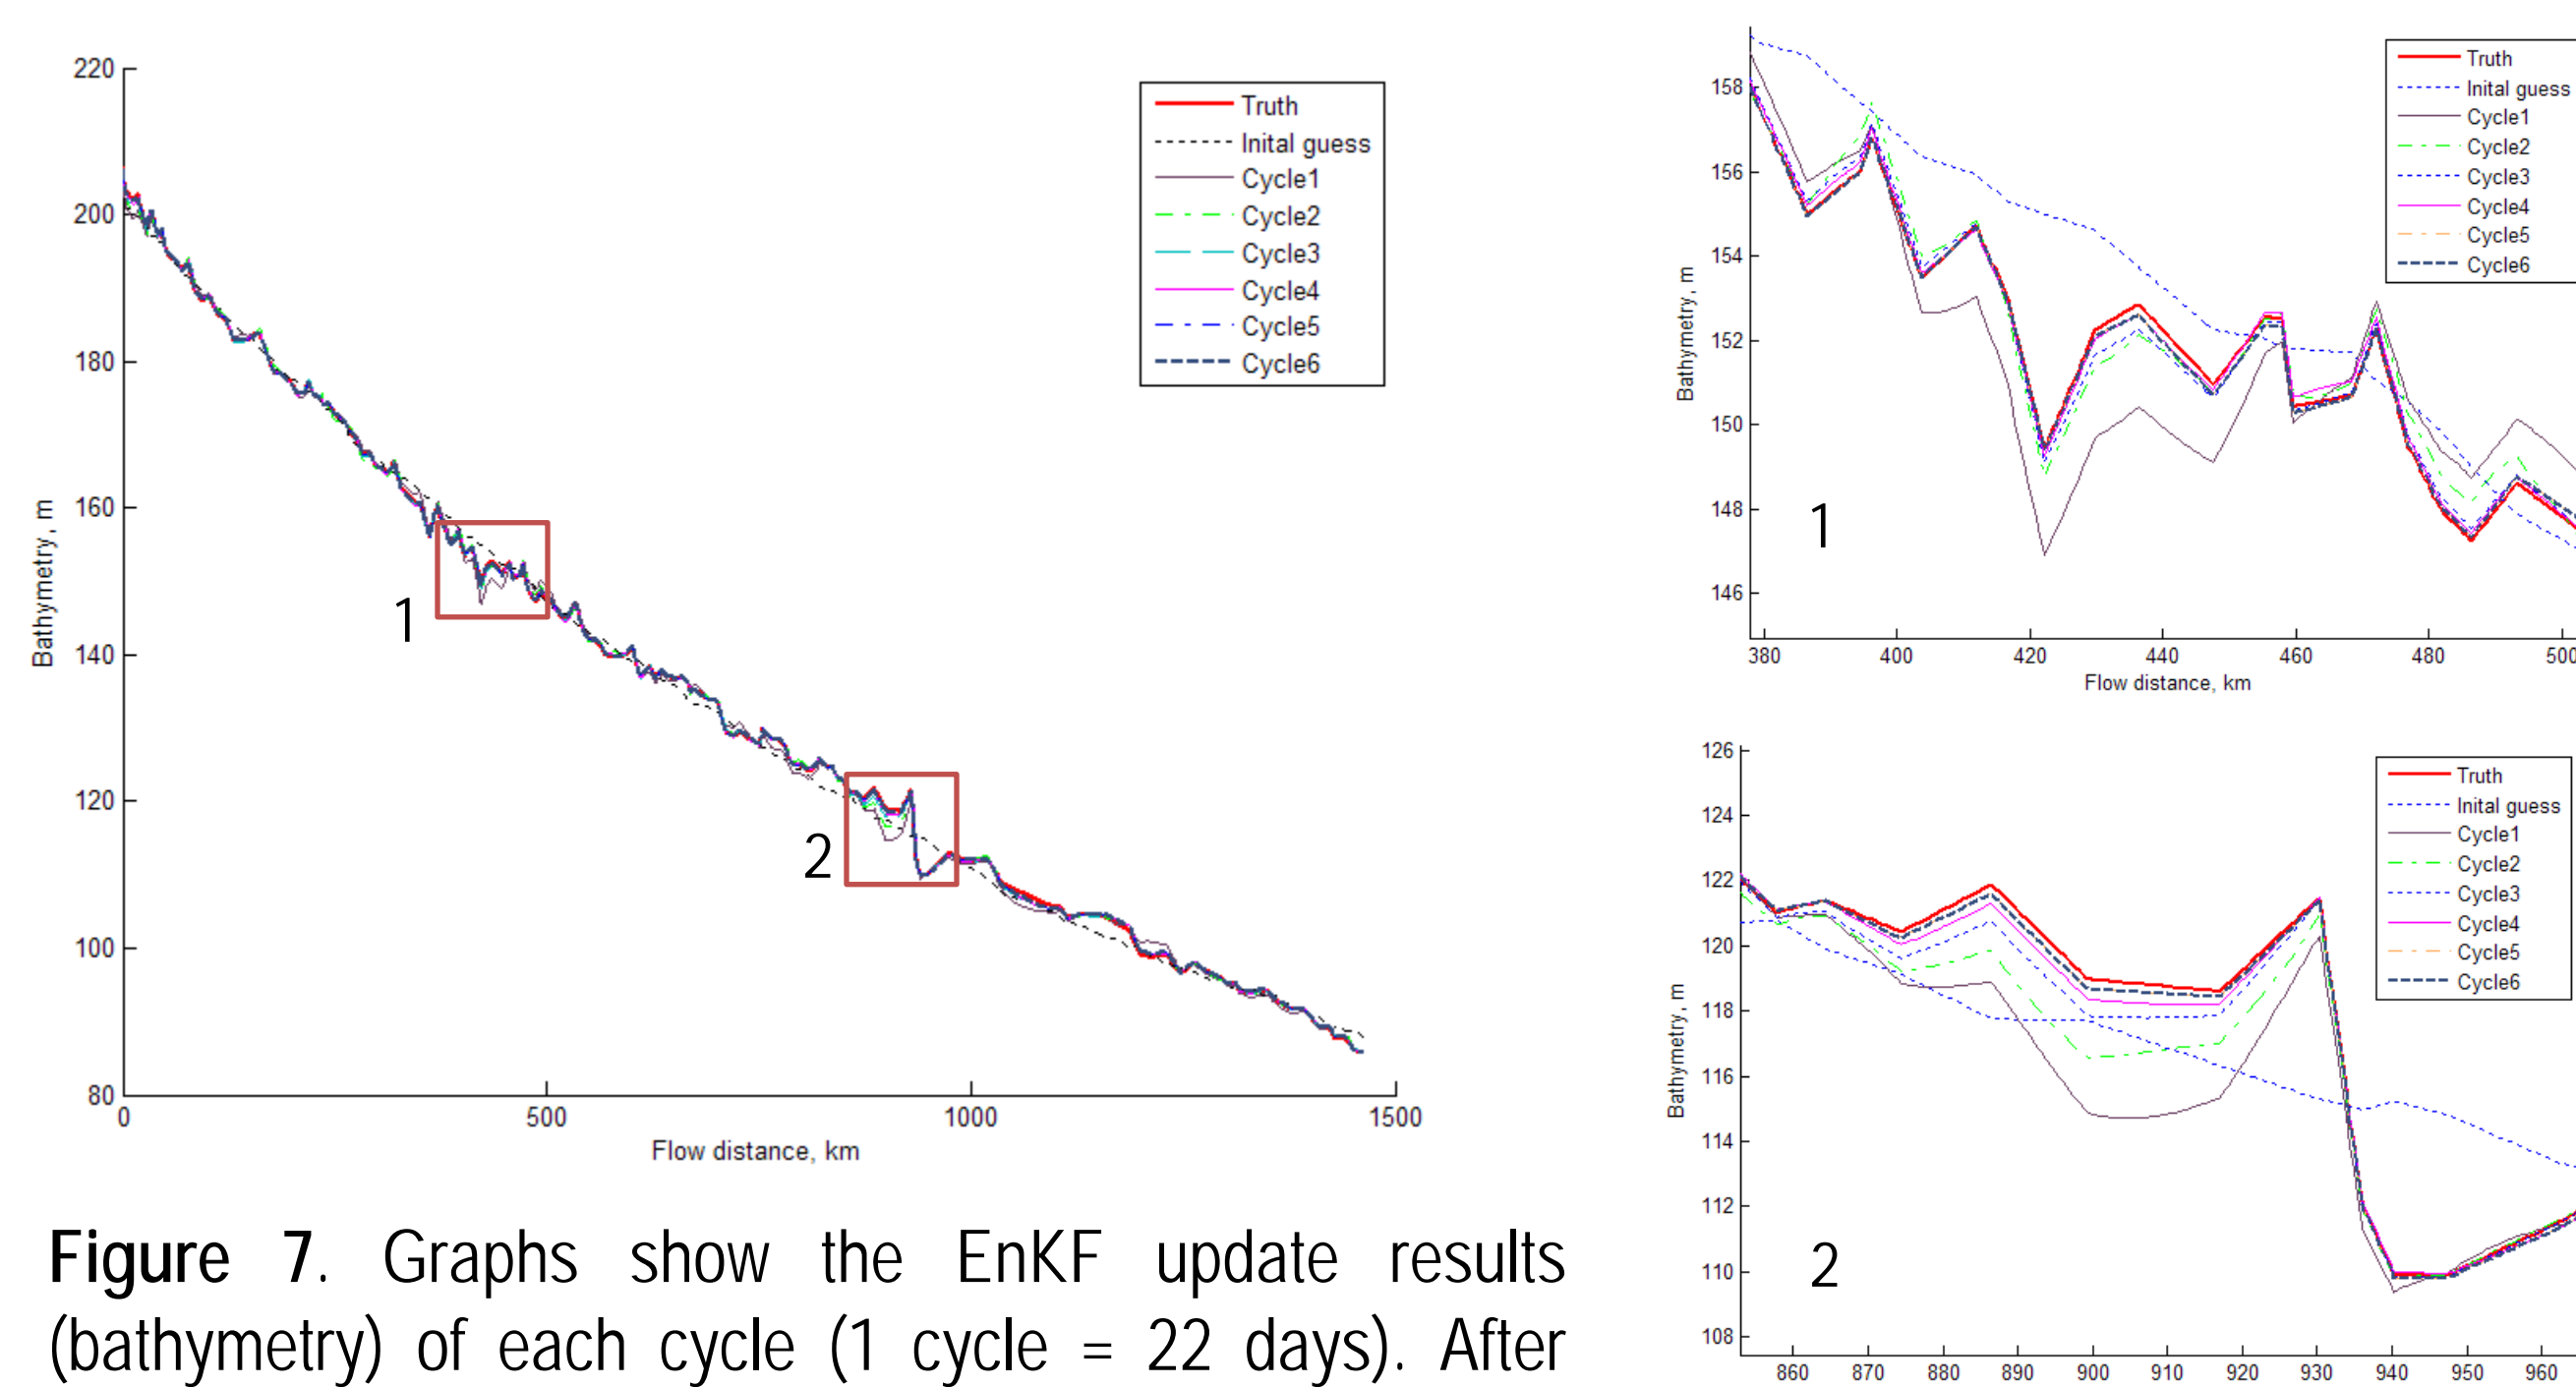 220
200
180
160
140
120
100
80
0
500
1000
1500
Bathymetry, m
Flow distance, km
Truth
Inital guess
Cycle1
Cycle2
Cycle3
Cycle4
Cycle5
Cycle6
1
2
158
156
154
152
150
148
146
380
400
420
440
460
480
500
Bathymetry, m
Flow distance, km
Truth
Inital guess
Cycle1
Cycle2
Cycle3
Cycle4
Cycle5
Cycle6
1
126
124
122
120
118
116
114
112
110
108
860
870
880
890
900
910
920
930
940
950
960
Bathymetry, m
Truth
Inital guess
Cycle1
Cycle2
Cycle3
Cycle4
Cycle5
Cycle6
2
Figure 7. Graphs show the EnKF update results
(bathymetry) of each cycle (1 cycle = 22 days). After